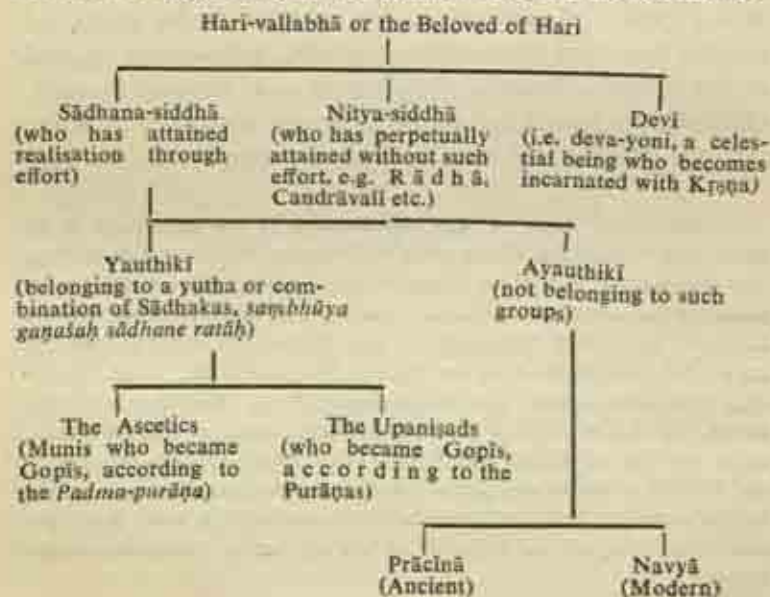 Hari-vallabhā or the Beloved of Hari
Sādhana-siddhā
(who has attained
realisation through
effort)
Nitya-siddhā
(who has perpetually
attained without such
effort, e.g. Rādhā,
Candrāvalī etc.)
Devī
(i.e. deva-yoni, a celes-
tial being who becomes
incarnated with Kṛṣṇa)
Yauthikī
(belonging to a yutha or com-
bination of Sādhakas, saṃbhūya
gaṇaśaḥ sādhane ratāḥ)
Ayauthikī
(not belonging to such
groups)
The Ascetics
(Munis who became
Gopīs, according to
the Padma-purāṇa)
The Upaniṣads
(who became Gopīs,
according to the
Purāṇas)
Prācīnā
(Ancient)
Navyā
(Modern)